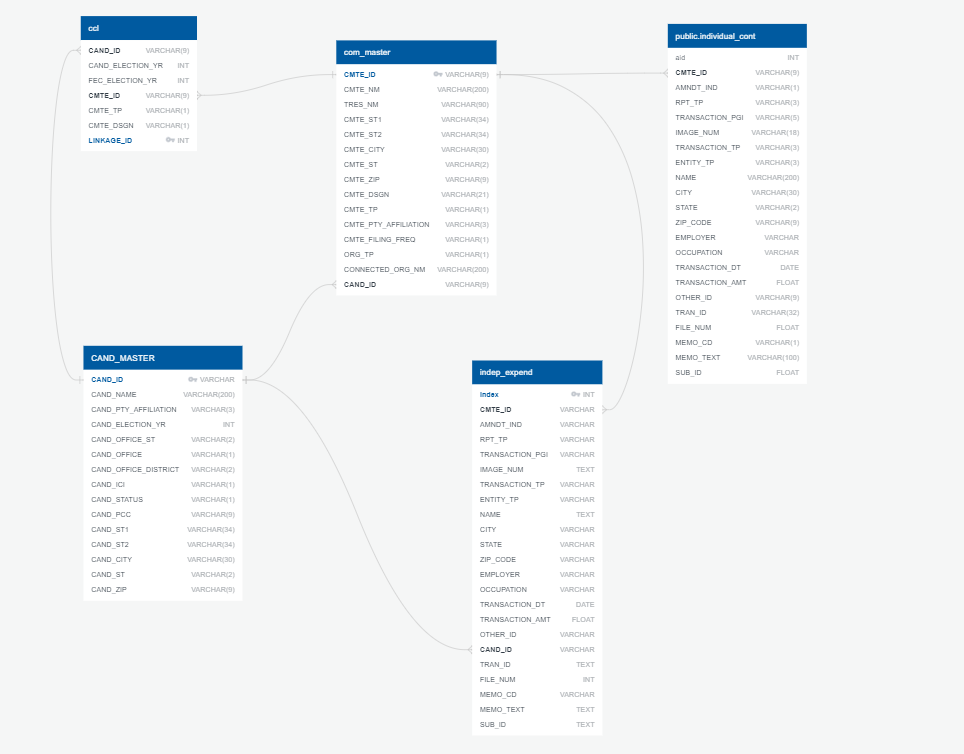 ccl
CAND_ID VARCHAR(9)
CAND_ELECTION_YR INT
FEC_ELECTION_YR INT
CMTE_ID VARCHAR(9)
CMTE_TP VARCHAR(1)
CMTE_DSGN VARCHAR(1)
LINKAGE_ID INT
com_master
CMTE_ID VARCHAR(9)
CMTE_NM VARCHAR(200)
TRES_NM VARCHAR(90)
CMTE_ST1 VARCHAR(34)
CMTE_ST2 VARCHAR(34)
CMTE_CITY VARCHAR(30)
CMTE_ST VARCHAR(2)
CMTE_ZIP VARCHAR(9)
CMTE_DSGN VARCHAR(21)
CMTE_TP VARCHAR(1)
CMTE_PTY_AFFILIATION VARCHAR(3)
CMTE_FILING_FREQ VARCHAR(1)
ORG_TP VARCHAR(1)
CONNECTED_ORG_NM VARCHAR(200)
CAND_ID VARCHAR(9)
public.individual_cont
aid INT
CMTE_ID VARCHAR(9)
AMNDT_IND VARCHAR(1)
RPT_TP VARCHAR(3)
TRANSACTION_PGI VARCHAR(5)
IMAGE_NUM VARCHAR(18)
TRANSACTION_TP VARCHAR(3)
ENTITY_TP VARCHAR(3)
NAME VARCHAR(200)
CITY VARCHAR(30)
STATE VARCHAR(2)
ZIP_CODE VARCHAR(9)
EMPLOYER VARCHAR
OCCUPATION VARCHAR
TRANSACTION_DT DATE
TRANSACTION_AMT FLOAT
OTHER_ID VARCHAR(9)
TRAN_ID VARCHAR(32)
FILE_NUM FLOAT
MEMO_CD VARCHAR(1)
MEMO_TEXT VARCHAR(100)
SUB_ID FLOAT
CAND_MASTER
CAND_ID VARCHAR
CAND_NAME VARCHAR(200)
CAND_PTY_AFFILIATION VARCHAR(3)
CAND_ELECTION_YR INT
CAND_OFFICE_ST VARCHAR(2)
CAND_OFFICE VARCHAR(1)
CAND_OFFICE_DISTRICT VARCHAR(2)
CAND_ICI VARCHAR(1)
CAND_STATUS VARCHAR(1)
CAND_PCC VARCHAR(9)
CAND_ST1 VARCHAR(34)
CAND_ST2 VARCHAR(34)
CAND_CITY VARCHAR(30)
CAND_ST VARCHAR(2)
CAND_ZIP VARCHAR(9)
indep_expend
index INT
CMTE_ID VARCHAR
AMNDT_IND VARCHAR
RPT_TP VARCHAR
TRANSACTION_PGI VARCHAR
IMAGE_NUM TEXT
TRANSACTION_TP VARCHAR
ENTITY_TP VARCHAR
NAME TEXT
CITY VARCHAR
STATE VARCHAR
ZIP_CODE VARCHAR
EMPLOYER VARCHAR
OCCUPATION VARCHAR
TRANSACTION_DT DATE
TRANSACTION_AMT FLOAT
OTHER_ID VARCHAR
CAND_ID VARCHAR
TRAN_ID TEXT
FILE_NUM INT
MEMO_CD VARCHAR
MEMO_TEXT TEXT
SUB_ID TEXT